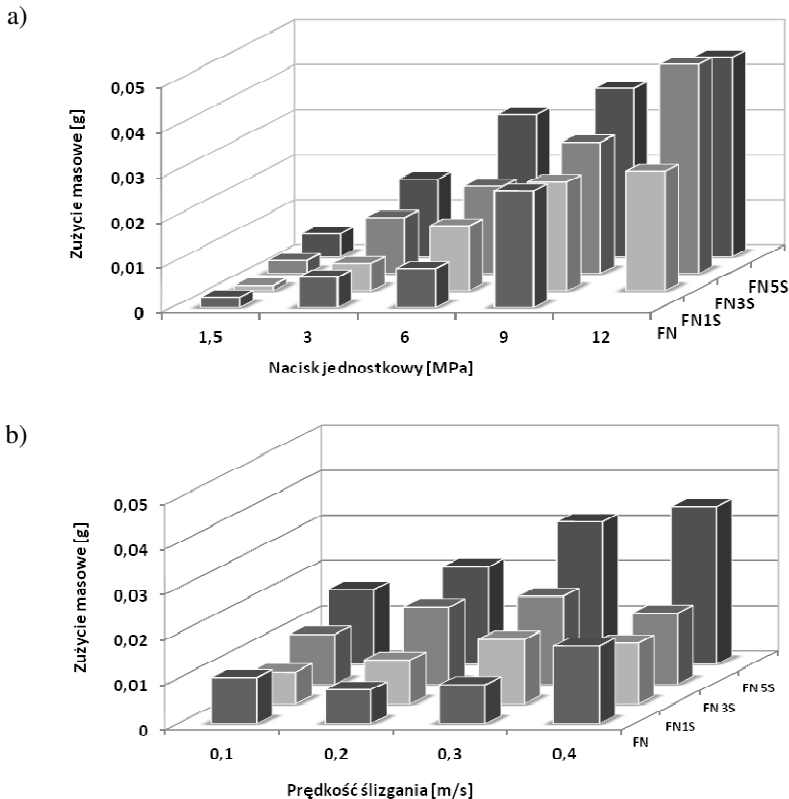 a)
Zużycie masowe [g]
0,05
0,04
0,03
0,02
0,01
0
1,5 3 6 9 12
FN FN1S FN3S FN5S
Nacisk jednostkowy [MPa]
b)
Zużycie masowe [g]
0,05
0,04
0,03
0,02
0,01
0
0,1 0,2 0,3 0,4
FN FN1S FN 3S FN 5S
Prędkość ślizgania [m/s]